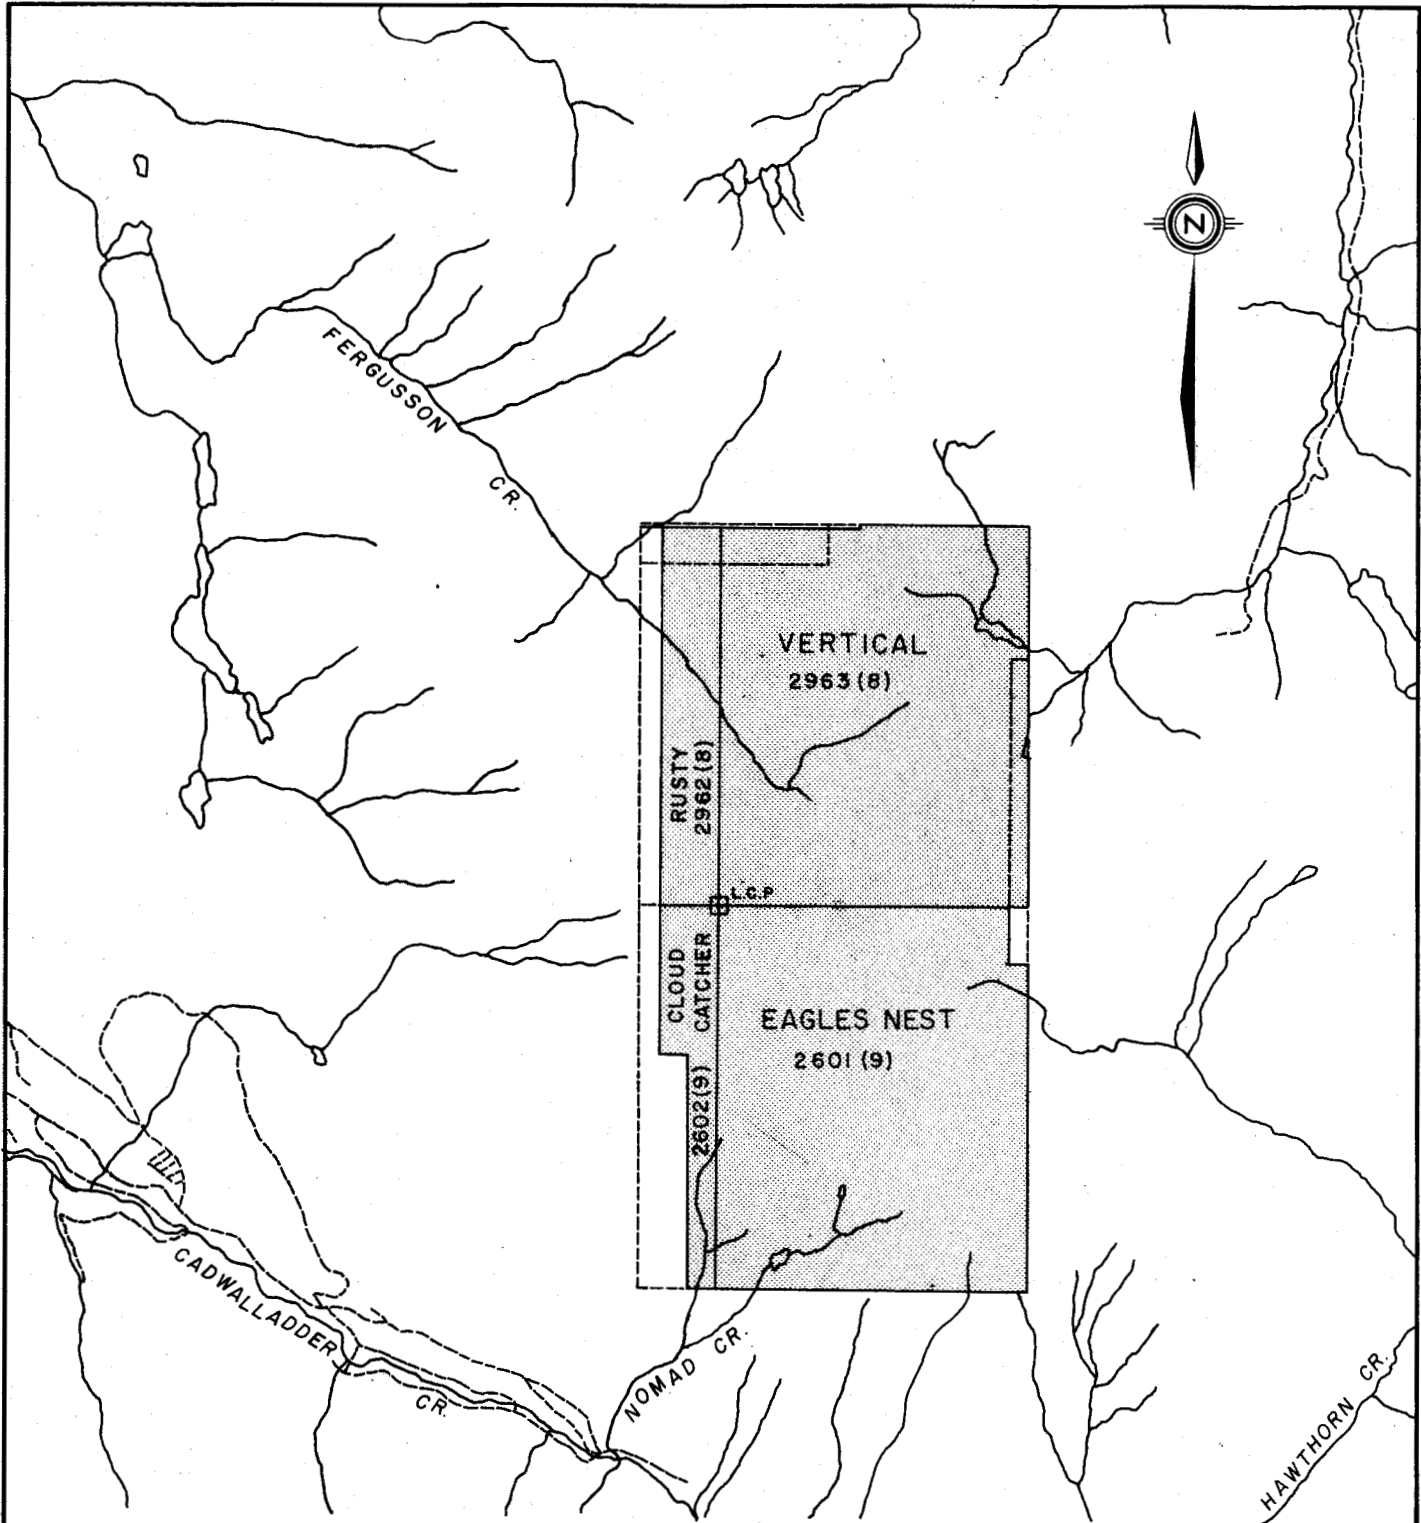 N
FERGUSSON
CR.
VERTICAL
2963 (8)
RUSTY
2962 (8)
L.C.P
CLOUD
CATCHER
2602 (9)
EAGLES NEST
2601 (9)
CADWALLADER
CR.
NOMAD CR.
HAWTHORN CR.